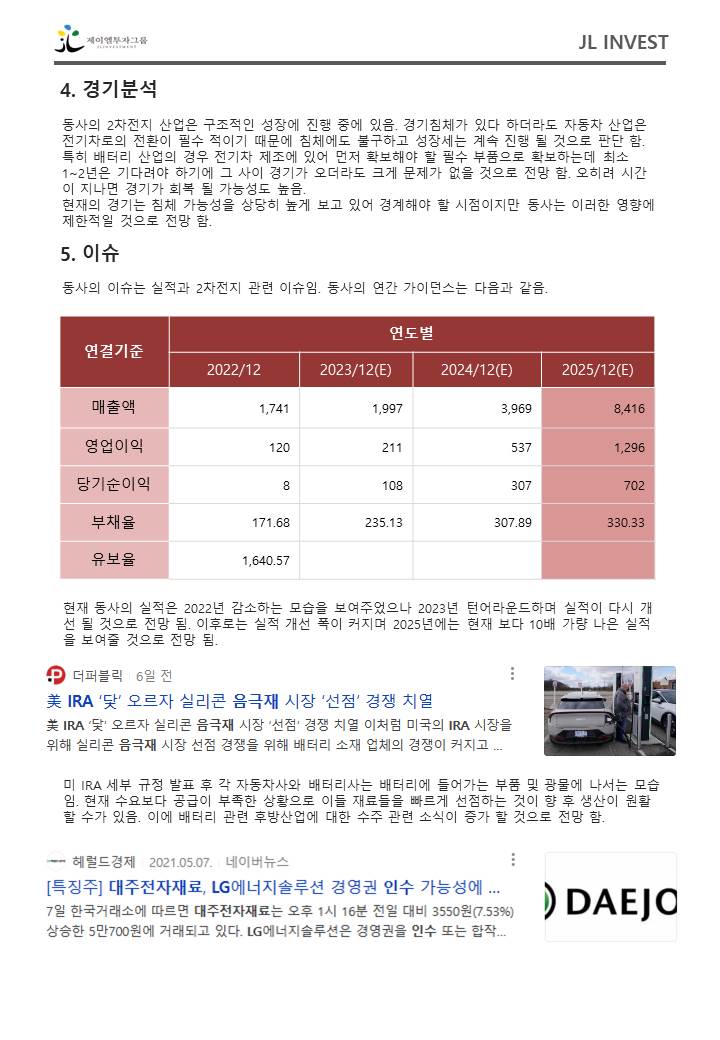 제이엘투자그룹
JLINVESTMENT
JL INVEST
4. 경기분석
동사의 2차전지 산업은 구조적인 성장에 진행 중에 있음. 경기침체가 있다 하더라도 자동차 산업은
전기차로의 전환이 필수 적이기 때문에 침체에도 불구하고 성장세는 계속 진행 될 것으로 판단 함.
특히 배터리 산업의 경우 전기차 제조에 있어 먼저 확보해야 할 필수 부품으로 확보하는데 최소
1~2년은 기다려야 하기에 그 사이 경기가 오더라도 크게 문제가 없을 것으로 전망 함. 오히려 시간
이 지나면 경기가 회복 될 가능성도 높음.
현재의 경기는 침체 가능성을 상당히 높게 보고 있어 경계해야 할 시점이지만 동사는 이러한 영향에
제한적일 것으로 전망 함.
5. 이슈
동사의 이슈는 실적과 2차전지 관련 이슈임. 동사의 연간 가이던스는 다음과 같음.
연결기준 연도별
2022/12 2023/12(E) 2024/12(E) 2025/12(E)
매출액 1,741 1,997 3,969 8,416
영업이익 120 211 537 1,296
당기순이익 8 108 307 702
부채율 171.68 235.13 307.89 330.33
유보율 1,640.57
현재 동사의 실적은 2022년 감소하는 모습을 보여주었으나 2023년 턴어라운드하며 실적이 다시 개
선 될 것으로 전망 됨. 이후로는 실적 개선 폭이 커지며 2025년에는 현재 보다 10배 가량 나은 실적
을 보여줄 것으로 전망 됨.
더퍼블릭 6일 전
美 IRA '닻' 오르자 실리콘 음극재 시장 '선점' 경쟁 치열
美 IRA '닻' 오르자 실리콘 음극재 시장 '선점' 경쟁 치열 이처럼 미국의 IRA 시장을
위해 실리콘 음극재 시장 선점 경쟁을 위해 배터리 소재 업체의 경쟁이 커지고 ...
미 IRA 세부 규정 발표 후 각 자동차사와 배터리사는 배터리에 들어가는 부품 및 광물에 나서는 모습
임. 현재 수요보다 공급이 부족한 상황으로 이들 재료들을 빠르게 선점하는 것이 향 후 생산이 원활
할 수가 있음. 이에 배터리 관련 후방산업에 대한 수주 관련 소식이 증가 할 것으로 전망 함.
헤럴드경제 2021.05.07. 네이버뉴스
[특징주] 대주전자재료, LG에너지솔루션 경영권 인수 가능성에 ...
7일 한국거래소에 따르면 대주전자재료는 오후 1시 16분 전일 대비 3550원(7.53%)
상승한 5만700원에 거래되고 있다. LG에너지솔루션은 경영권을 인수 또는 합작...
DAEJO